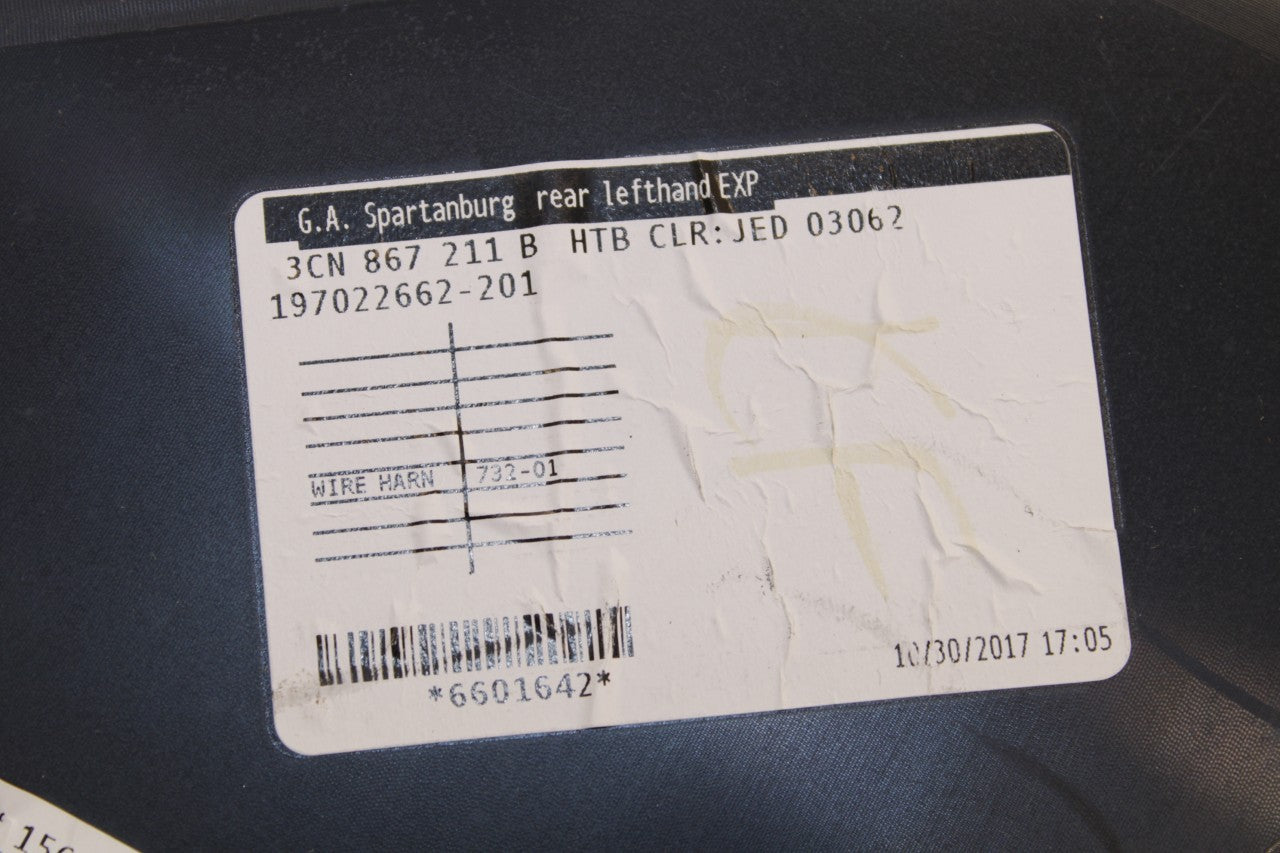 G.A. Spartanburg rear lefthand EXP
3CN 867 211 B HTB CLR:JED 03062
197022662-201
WIRE HARN 732-01
*6601642*
10/30/2017 17:05